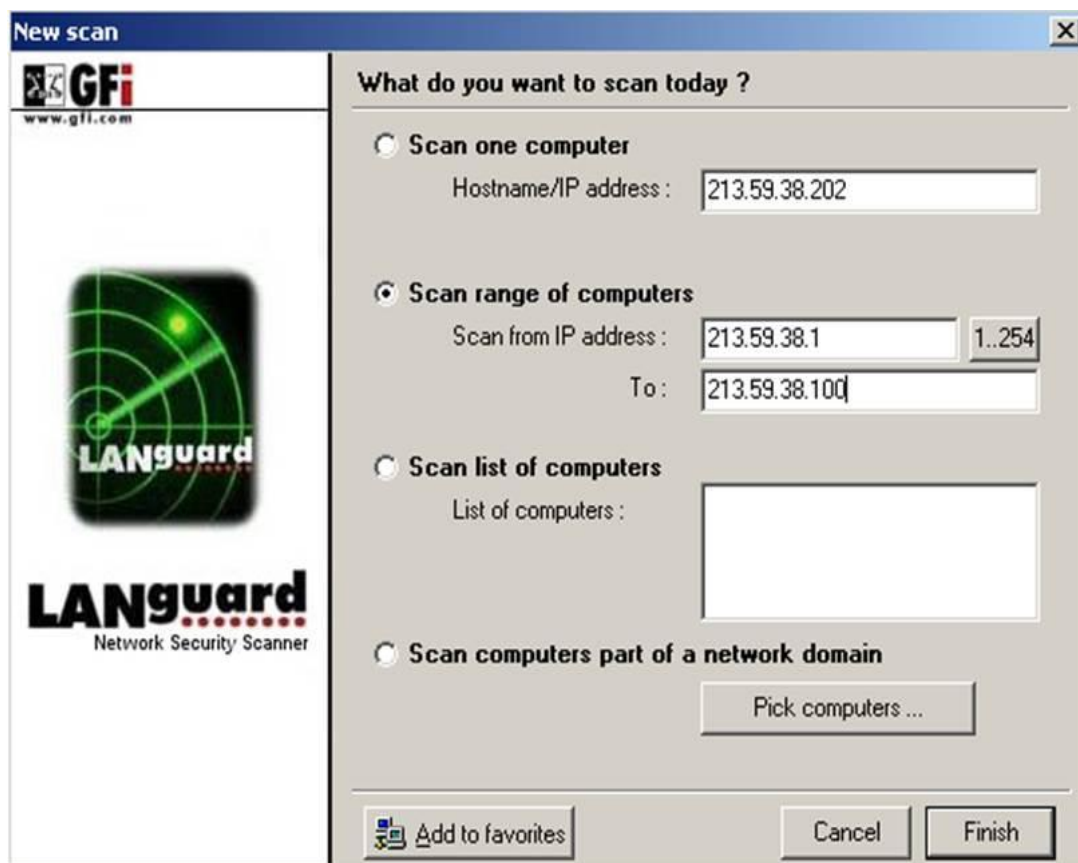 New scan
GFi
www.gfi.com
What do you want to scan today ?
Scan one computer
Hostname/IP address : 213.59.38.202
Scan range of computers
Scan from IP address : 213.59.38.1 1..254
To : 213.59.38.100
LANguard
Scan list of computers
List of computers :
LANguard
Network Security Scanner
Scan computers part of a network domain
Pick computers ...
Add to favorites Cancel Finish